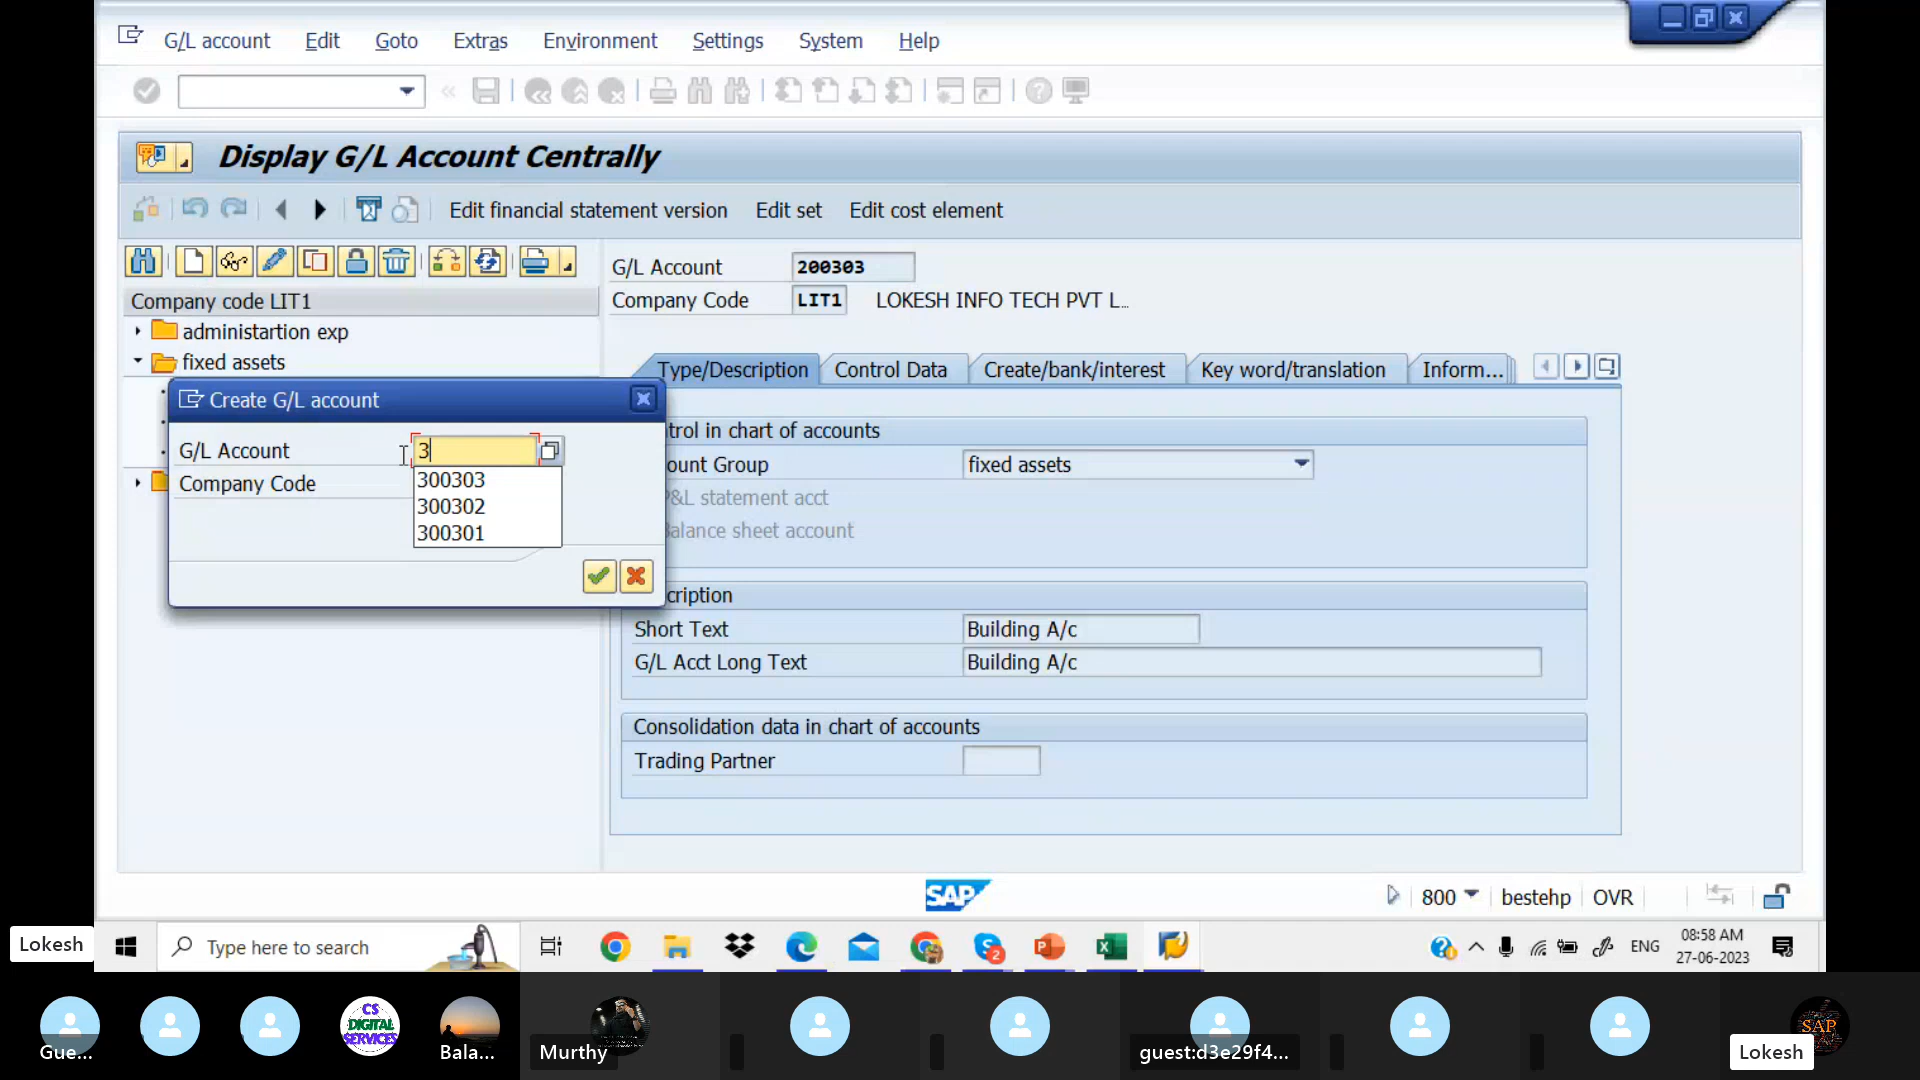 G/L account Edit Goto Extras Environment Settings System Help
Display G/L Account Centrally
Edit financial statement version Edit set Edit cost element
Company code LIT1
administartion exp
fixed assets
G/L Account 200303
Company Code LIT1 LOKESH INFO TECH PVT L...
Type/Description Control Data Create/bank/interest Key word/translation Inform...
Create G/L account
G/L Account 3
300303
300302
300301
Company Code
trol in chart of accounts
ount Group fixed assets
P&L statement acct
Balance sheet account
cription
Short Text Building A/c
G/L Acct Long Text Building A/c
Consolidation data in chart of accounts
Trading Partner
SAP
800 bestehp OVR
Lokesh
Type here to search
2
ENG
08:58 AM
27-06-2023
Gue...
CS
DIGITAL
SERVICES
Bala...
Murthy
guest:d3e29f4...
SAP
Lokesh